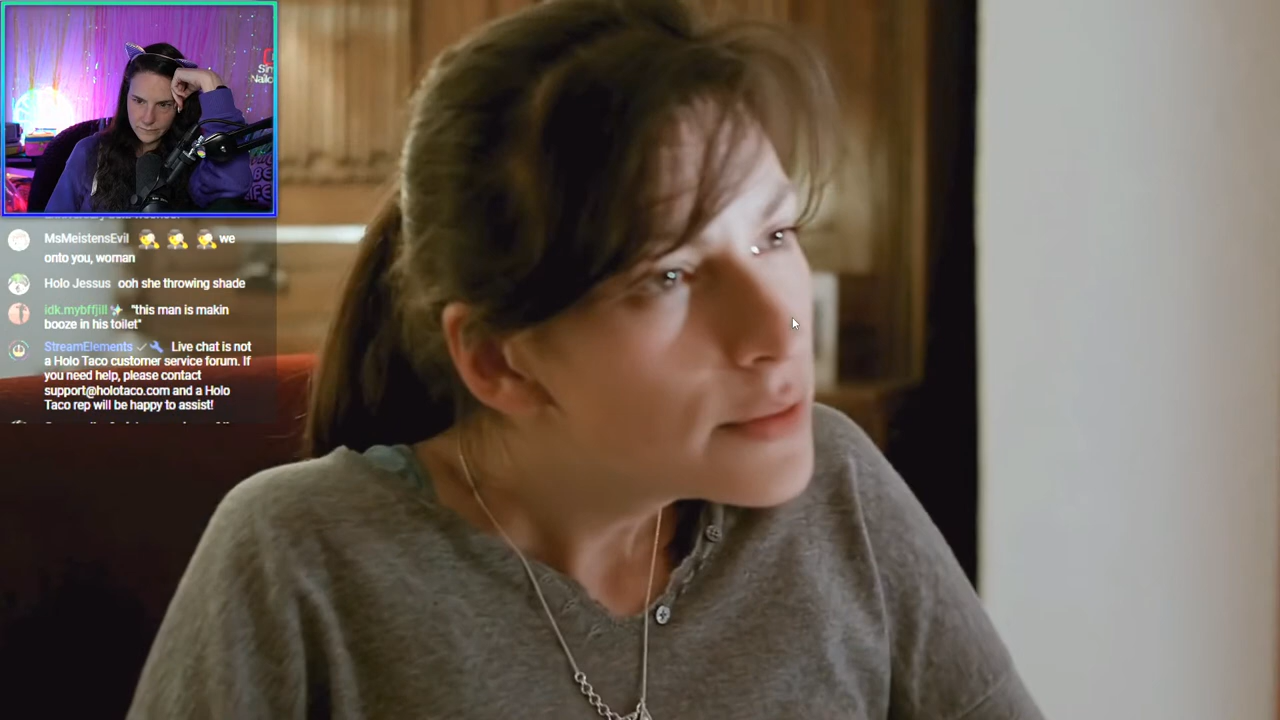 Sim
Nailo
MsMeistensEvil we
onto you, woman
Holo Jessus ooh she throwing shade
idk.mybffjill "this man is makin
booze in his toilet"
StreamElements Live chat is not
a Holo Taco customer service forum. If
you need help, please contact
support@holotaco.com and a Holo
Taco rep will be happy to assist!